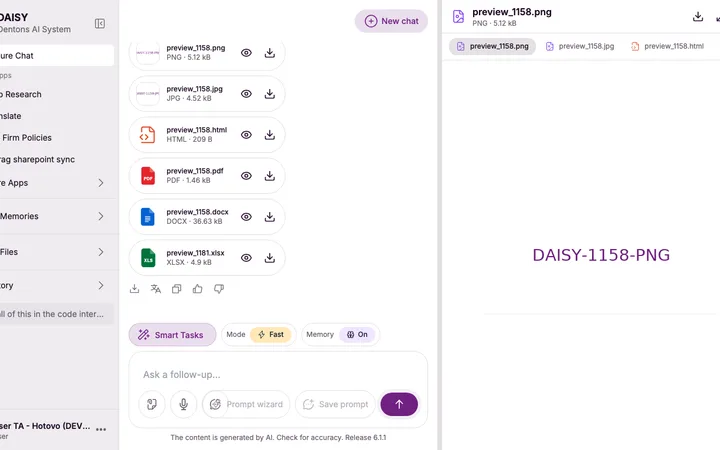 DAISY
Dentons AI System
ure Chat
pps
Research
nslate
Firm Policies
rag sharepoint sync
re Apps
Memories
Files
ory
all of this in the code inter...
ser TA - Hotovo (DEV...
ser
New chat
preview_1158.png
PNG · 5.12 kB
preview_1158.jpg
JPG · 4.52 kB
preview_1158.html
HTML · 209 B
PDF
preview_1158.pdf
PDF · 1.46 kB
preview_1158.docx
DOCX · 36.63 kB
XLS
preview_1181.xlsx
XLSX · 4.9 kB
Smart Tasks
Mode
Fast
Memory
On
Ask a follow-up...
Prompt wizard
Save prompt
The content is generated by AI. Check for accuracy. Release 6.1.1
preview_1158.png
PNG · 5.12 kB
preview_1158.png
preview_1158.jpg
preview_1158.html
DAISY-1158-PNG